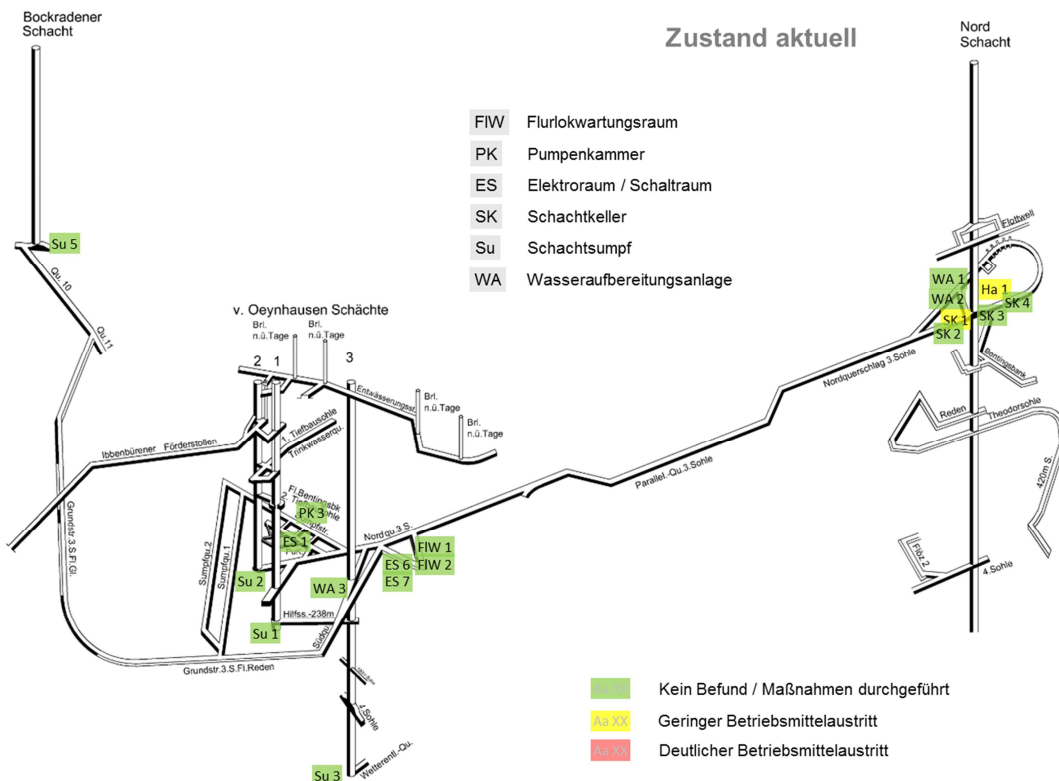 Bockradener
Schacht
Zustand aktuell
Nord
Schacht
FlW Flurlokwartungsraum
PK Pumpenkammer
ES Elektroraum / Schaltraum
SK Schachtkeller
Su Schachtsumpf
WA Wasseraufbereitungsanlage
Su 5
Qu. 10
Qu.11
Flottwell
WA 1
WA 2
Ha 1
SK 1
SK 2
SK 3
SK 4
Bentingsbank
v. Oeynhausen Schächte
Brl.
n.ü.Tage
Brl.
n.ü.Tage
2 1 3
Entwässerungsst.
Brl.
n.ü.Tage
Brl.
n.ü.Tage
Nordquerschlag 3.Sohle
Reden
Theodorsohle
420m S.
1. Tiefbausohle
Trinkwasserqu.
Ibbenbürener Förderstollen
Parallel.-Qu.3.Sohle
Fl.Bentingsbk
PK 3
ES 1
Nordqu.3 S.
FlW 1
FlW 2
ES 6
ES 7
Flöz 2
4.Sohle
Grundstr.3.S.Fl.Gl.
Sumpfqu.2
Sumpfqu.1
Su 2
WA 3
Hilfss.-238m
Su 1
Südqu.
Grundstr.3.S.Fl.Reden
4.Sohle
Wetterentl.-Qu.
Su 3
Kein Befund / Maßnahmen durchgeführt
Aa XX Geringer Betriebsmittelaustritt
Aa XX Deutlicher Betriebsmittelaustritt